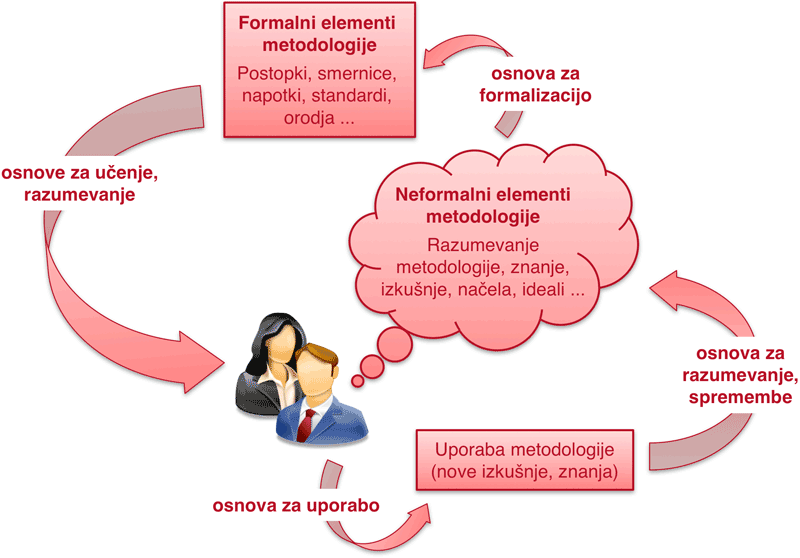 Formalni elementi
metodologije
Postopki, smernice,
napotki, standardi,
orodja ...
osnova za
formalizacijo
osnove za učenje,
razumevanje
Neformalni elementi
metodologije
Razumevanje
metodologije, znanje,
izkušnje, načela, ideali ...
osnova za
razumevanje,
spremembe
Uporaba metodologije
(nove izkušnje, znanja)
osnova za uporabo